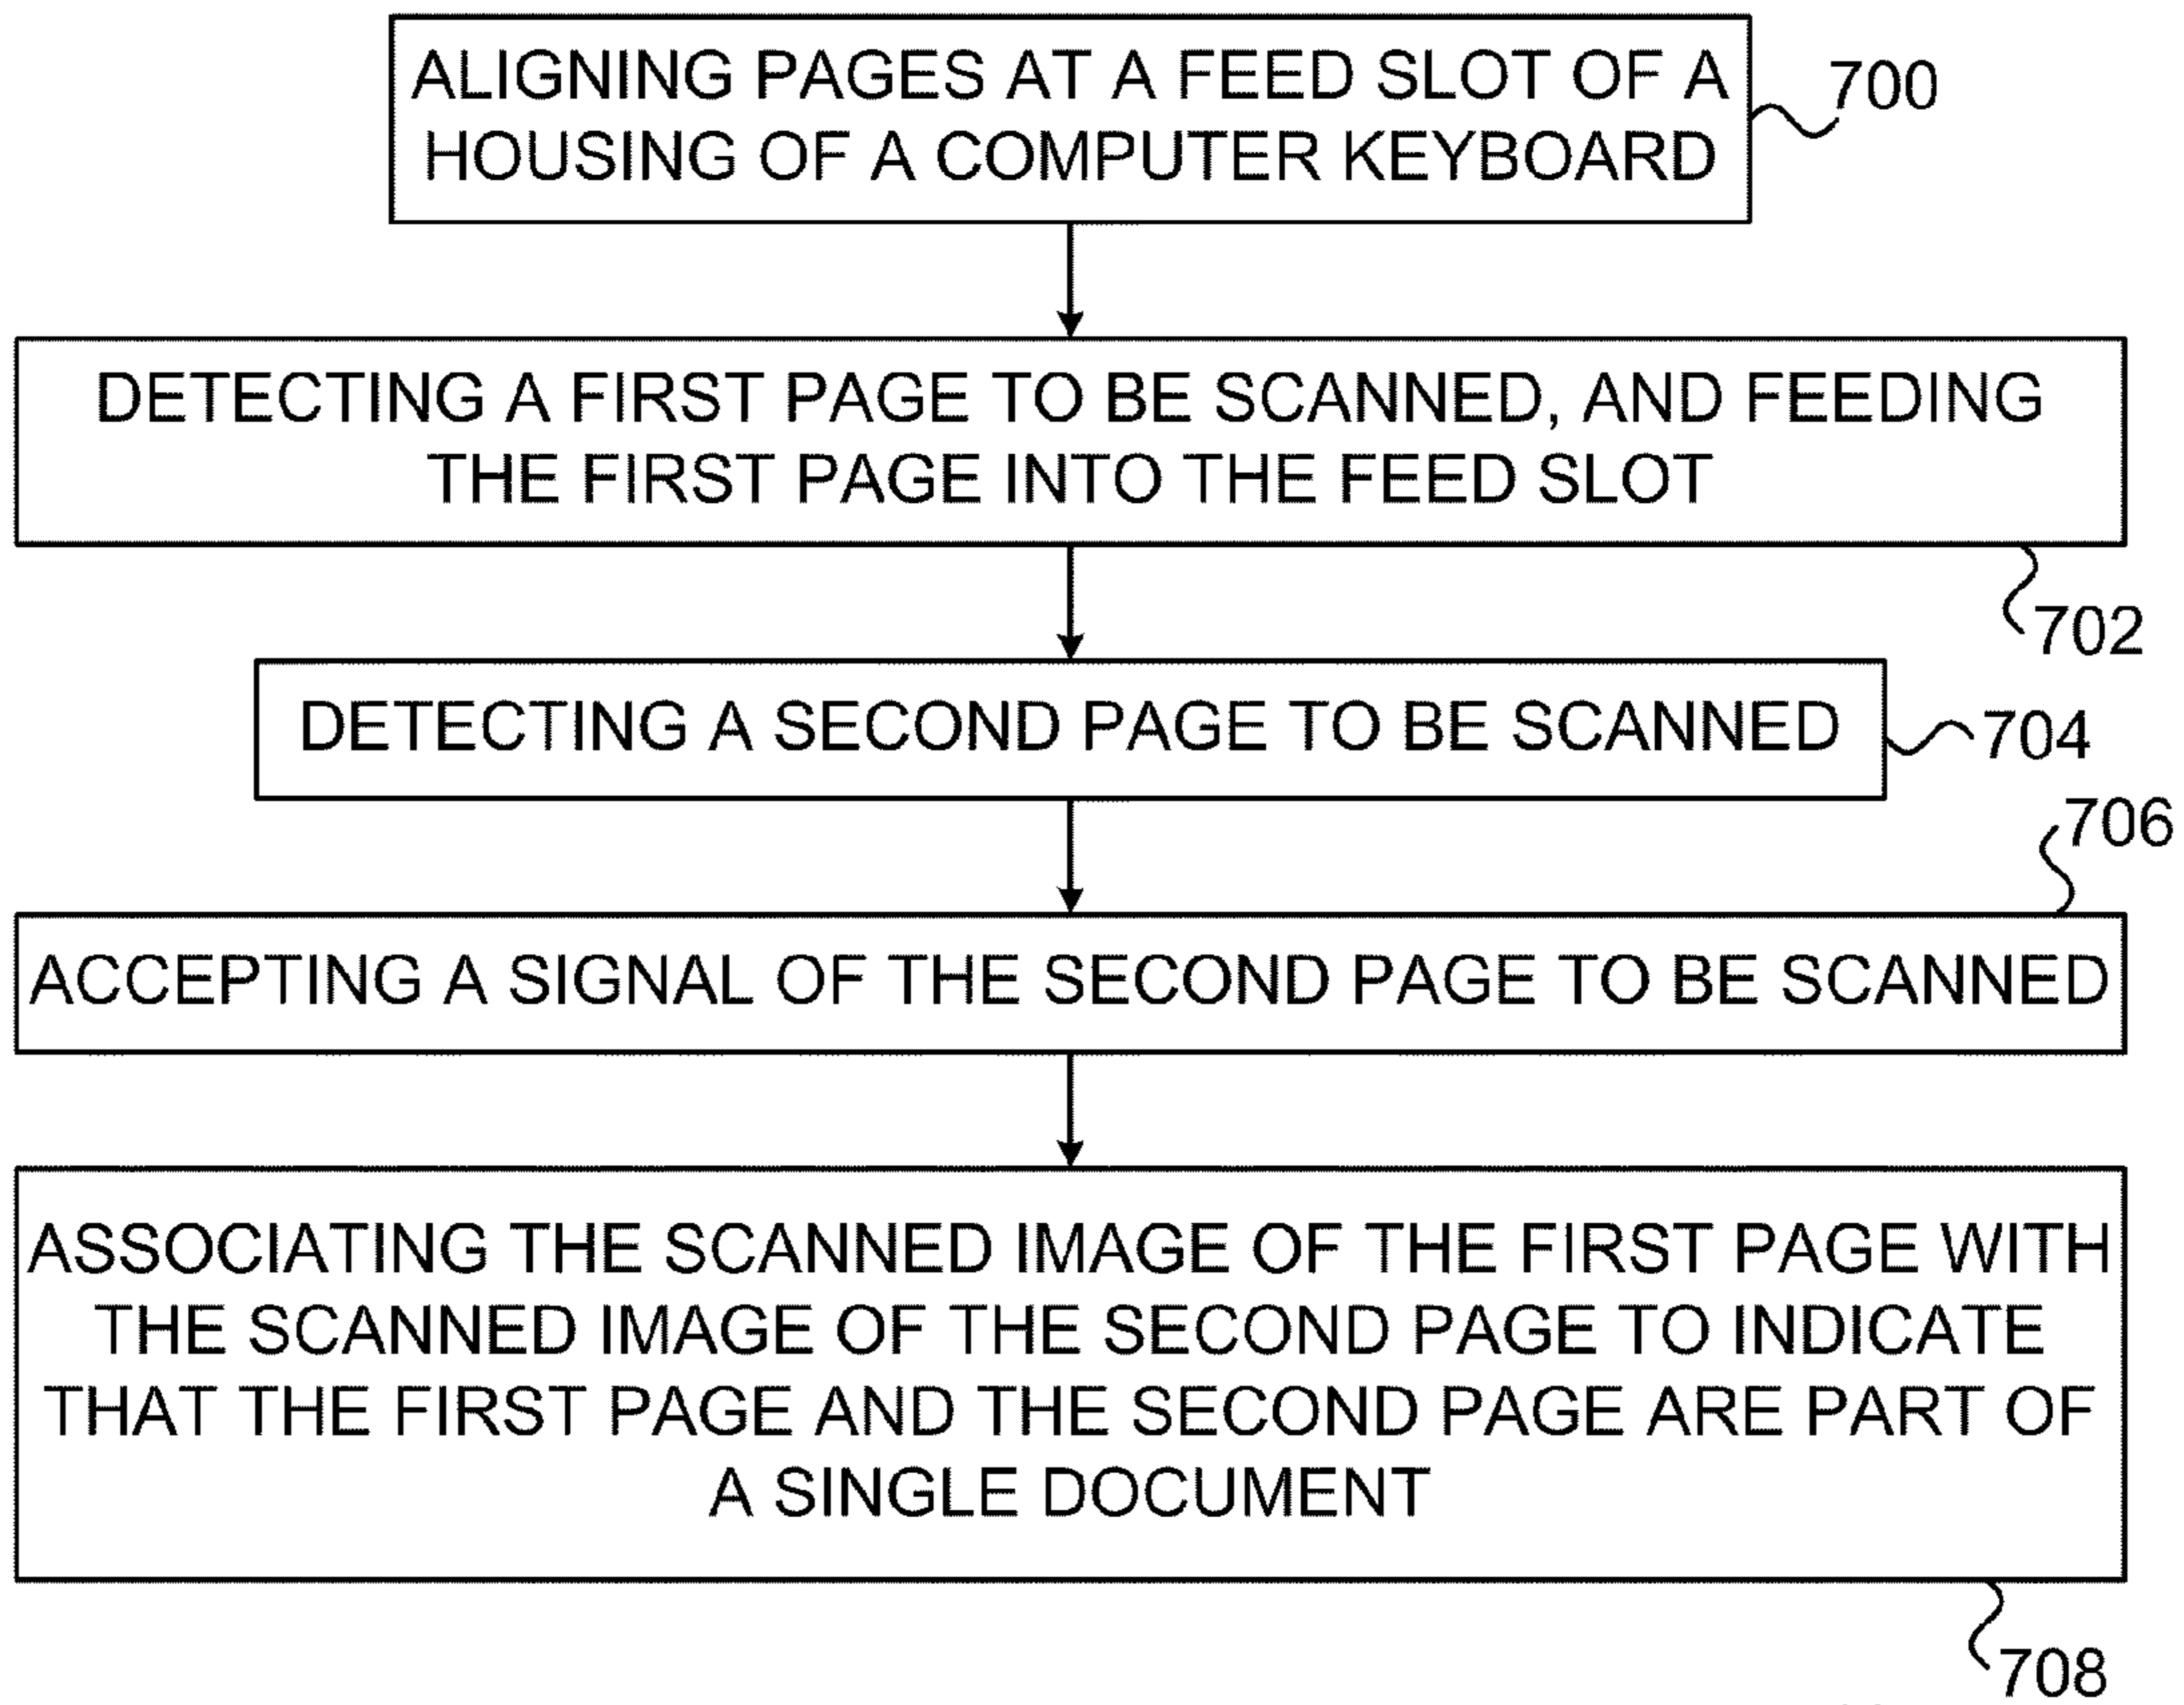 ALIGNING PAGES AT A FEED SLOT OF A
HOUSING OF A COMPUTER KEYBOARD
700
DETECTING A FIRST PAGE TO BE SCANNED, AND FEEDING
THE FIRST PAGE INTO THE FEED SLOT
702
DETECTING A SECOND PAGE TO BE SCANNED
704
706
ACCEPTING A SIGNAL OF THE SECOND PAGE TO BE SCANNED
ASSOCIATING THE SCANNED IMAGE OF THE FIRST PAGE WITH
THE SCANNED IMAGE OF THE SECOND PAGE TO INDICATE
THAT THE FIRST PAGE AND THE SECOND PAGE ARE PART OF
A SINGLE DOCUMENT
708